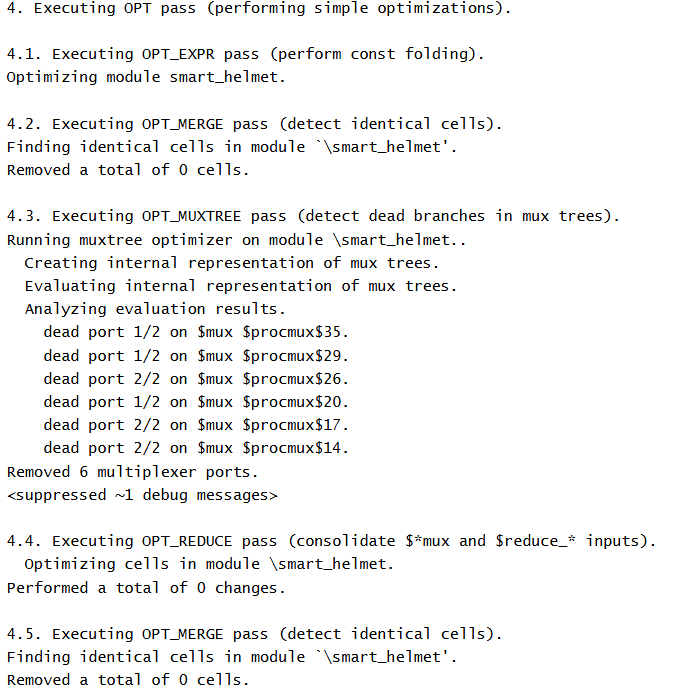 4. Executing OPT pass (performing simple optimizations).
4.1. Executing OPT_EXPR pass (perform const folding).
Optimizing module smart_helmet.
4.2. Executing OPT_MERGE pass (detect identical cells).
Finding identical cells in module `\smart_helmet'.
Removed a total of 0 cells.
4.3. Executing OPT_MUXTREE pass (detect dead branches in mux trees).
Running muxtree optimizer on module \smart_helmet..
  Creating internal representation of mux trees.
  Evaluating internal representation of mux trees.
  Analyzing evaluation results.
    dead port 1/2 on $mux $procmux$35.
    dead port 1/2 on $mux $procmux$29.
    dead port 2/2 on $mux $procmux$26.
    dead port 1/2 on $mux $procmux$20.
    dead port 2/2 on $mux $procmux$17.
    dead port 2/2 on $mux $procmux$14.
Removed 6 multiplexer ports.
<suppressed ~1 debug messages>
4.4. Executing OPT_REDUCE pass (consolidate $*mux and $reduce_* inputs).
  Optimizing cells in module \smart_helmet.
Performed a total of 0 changes.
4.5. Executing OPT_MERGE pass (detect identical cells).
Finding identical cells in module `\smart_helmet'.
Removed a total of 0 cells.